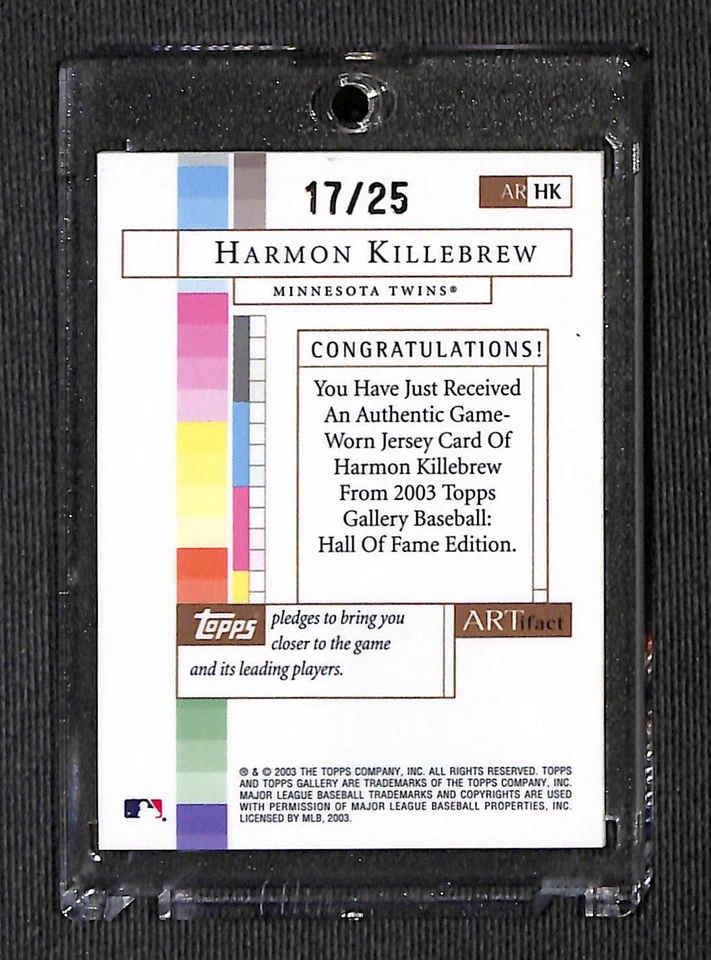 17/25
AR HK
HARMON KILLEBREW
MINNESOTA TWINS®
CONGRATULATIONS!
You Have Just Received
An Authentic Game-
Worn Jersey Card Of
Harmon Killebrew
From 2003 Topps
Gallery Baseball:
Hall Of Fame Edition.
Topps pledges to bring you
closer to the game
and its leading players.
ARTifact
® & © 2003 THE TOPPS COMPANY, INC. ALL RIGHTS RESERVED. TOPPS
AND TOPPS GALLERY ARE TRADEMARKS OF THE TOPPS COMPANY, INC.
MAJOR LEAGUE BASEBALL TRADEMARKS AND COPYRIGHTS ARE USED
WITH PERMISSION OF MAJOR LEAGUE BASEBALL PROPERTIES, INC.
LICENSED BY MLB, 2003.